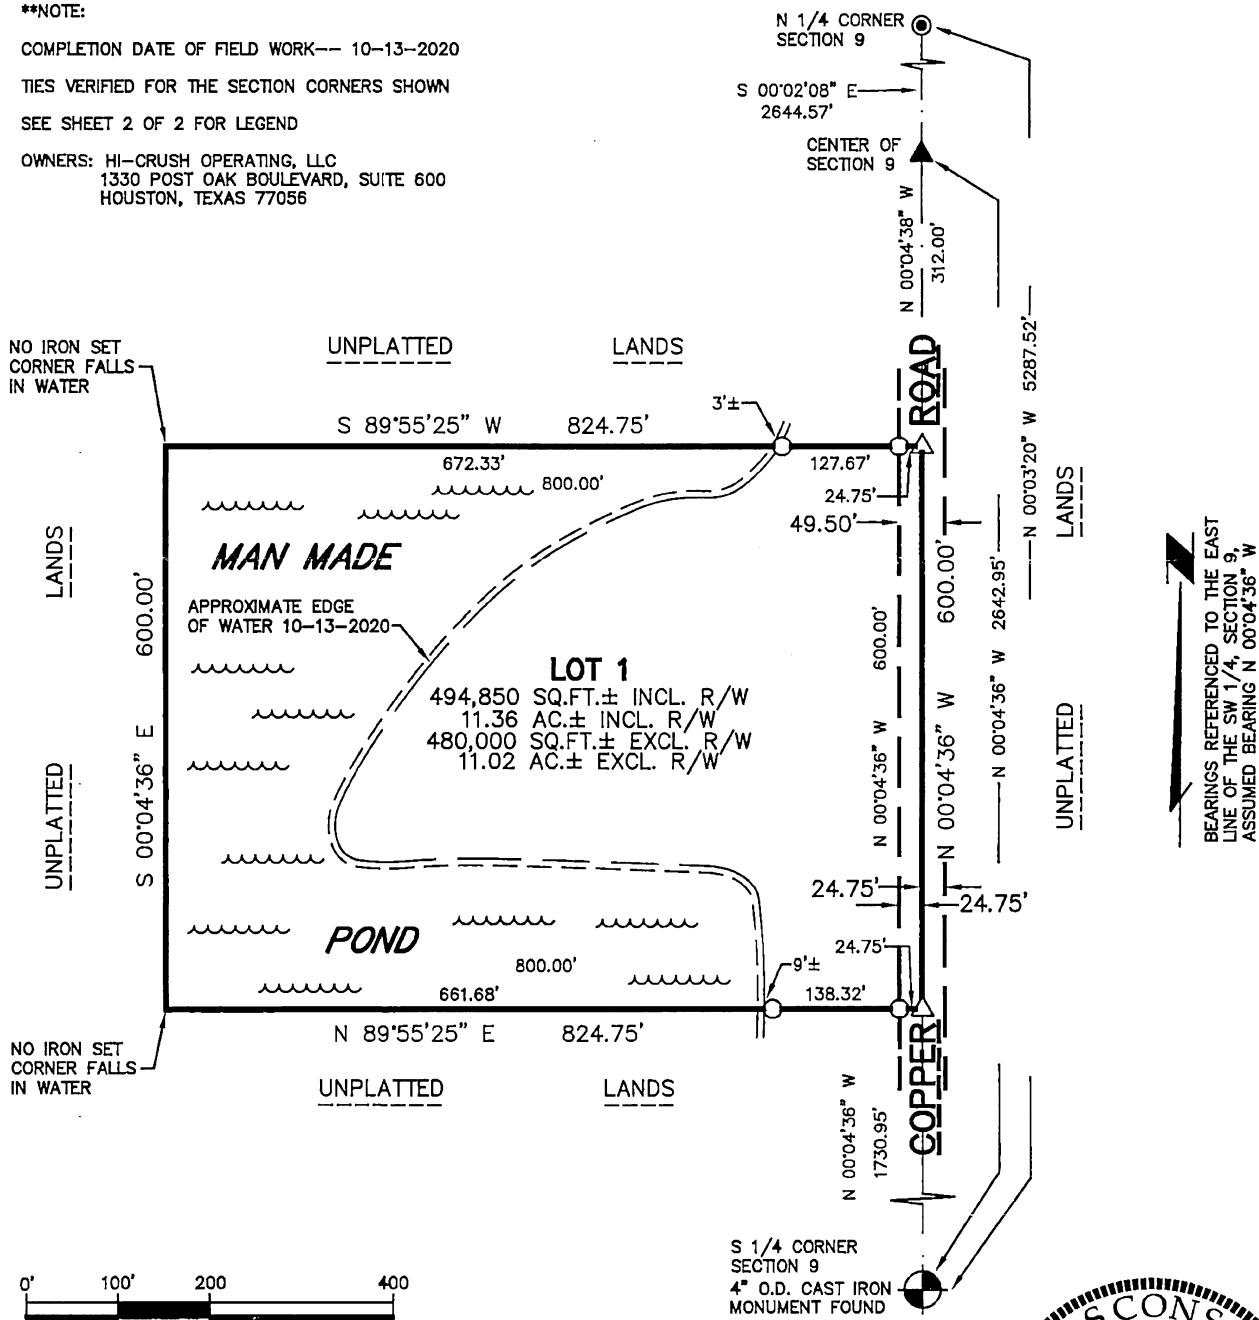 **NOTE:
COMPLETION DATE OF FIELD WORK-- 10-13-2020
TIES VERIFIED FOR THE SECTION CORNERS SHOWN
SEE SHEET 2 OF 2 FOR LEGEND
OWNERS: HI-CRUSH OPERATING, LLC
1330 POST OAK BOULEVARD, SUITE 600
HOUSTON, TEXAS 77056
N 1/4 CORNER
SECTION 9
S 00°02'08" E
2644.57'
CENTER OF
SECTION 9
N 00°04'38" W
312.00'
NO IRON SET
CORNER FALLS
IN WATER
UNPLATTED LANDS
S 89°55'25" W 824.75'
3'±
672.33'
800.00'
127.67'
24.75'
49.50'
ROAD
N 00°03'20" W 5287.52'
UNPLATTED LANDS
S 00°04'36" E 600.00'
MAN MADE
APPROXIMATE EDGE
OF WATER 10-13-2020
LOT 1
494,850 SQ.FT.± INCL. R/W
11.36 AC.± INCL. R/W
480,000 SQ.FT.± EXCL. R/W
11.02 AC.± EXCL. R/W
N 00°04'36" W 600.00'
N 00°04'36" W 600.00'
N 00°04'36" W 2642.95'
UNPLATTED LANDS
BEARINGS REFERENCED TO THE EAST
LINE OF THE SW 1/4, SECTION 9,
ASSUMED BEARING N 00°04'36" W
24.75'
24.75'
POND
800.00'
661.68'
9'±
24.75'
138.32'
N 89°55'25" E 824.75'
NO IRON SET
CORNER FALLS
IN WATER
UNPLATTED LANDS
COPPER
N 00°04'36" W
1730.95'
S 1/4 CORNER
SECTION 9
4" O.D. CAST IRON
MONUMENT FOUND
0' 100' 200 400
SCONS